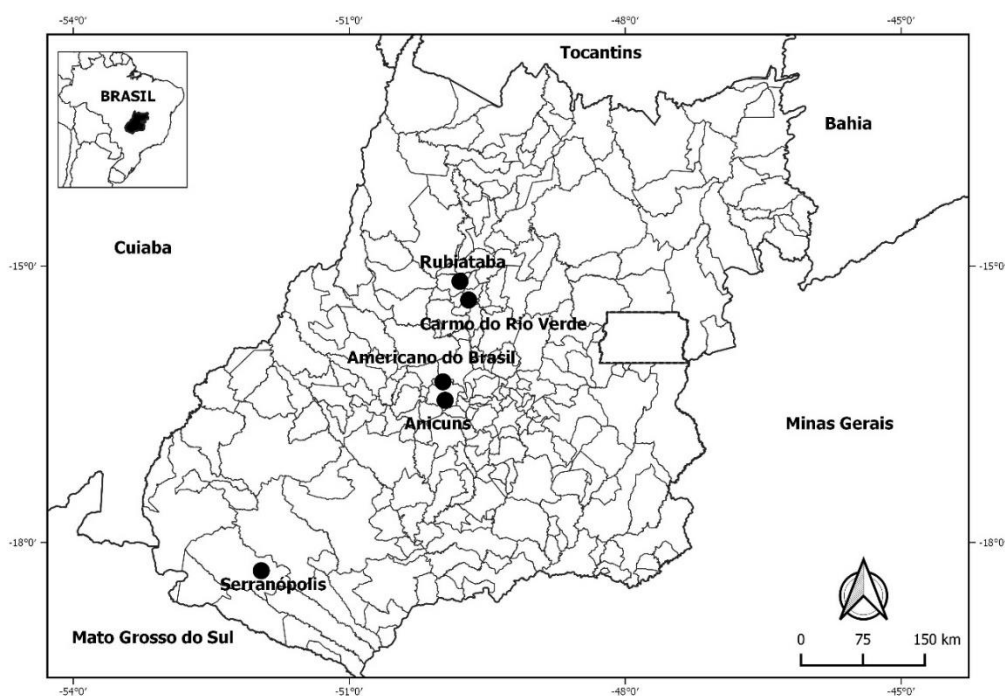 -54°0' -51°0' -48°0' -45°0'
Tocantins
BRASIL
Bahia
Cuiaba
-15°0' -15°0'
Rubiataba
Carmo do Rio Verde
Americano do Brasil
Anicuns
Minas Gerais
-18°0' -18°0'
Serranópolis
Mato Grosso do Sul
0 75 150 km
-54°0' -51°0' -48°0' -45°0'